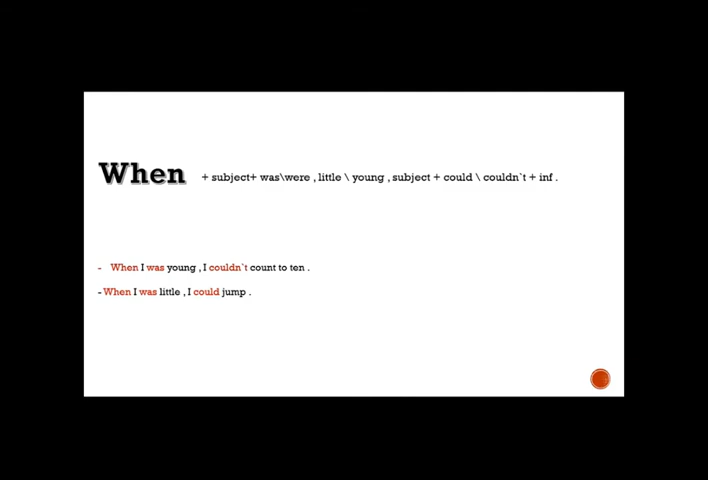 When + subject+ was\were , little \ young , subject + could \ couldn`t + inf .
- When I was young , I couldn`t count to ten .
- When I was little , I could jump .